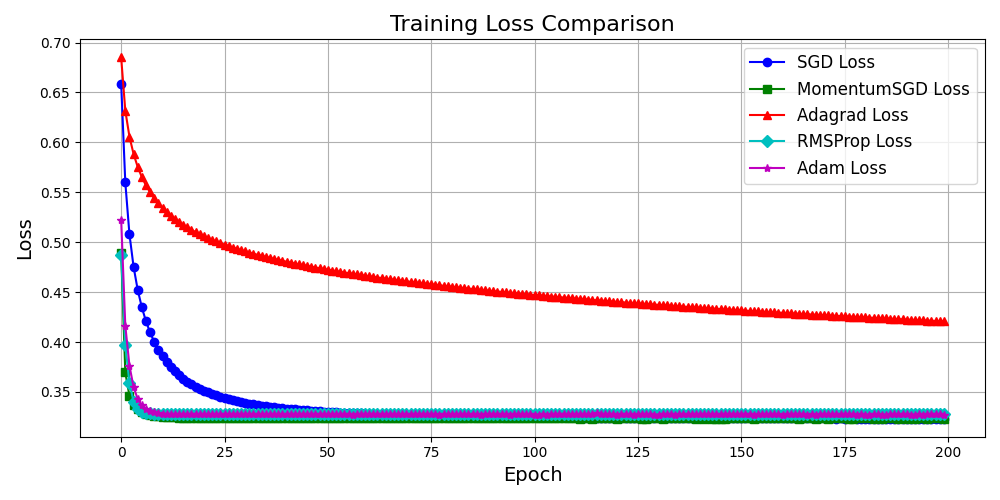 Training Loss Comparison
SGD Loss
MomentumSGD Loss
Adagrad Loss
RMSProp Loss
Adam Loss
0.70
0.65
0.60
0.55
0.50
0.45
0.40
0.35
Loss
0 25 50 75 100 125 150 175 200
Epoch